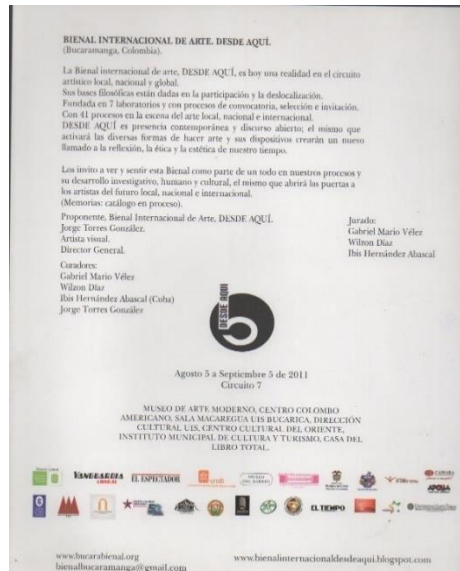 BIENAL INTERNACIONAL DE ARTE. DESDE AQUÍ.
(Bucaramanga, Colombia).
La Bienal internacional de arte, DESDE AQUÍ, es hoy una realidad en el circuito
artístico local, nacional y global.
Sus bases filosóficas están dadas en la participación y la deslocalización.
Fundada en 7 laboratorios y con procesos de convocatoria, selección e invitación.
Con 41 procesos en la escena del arte local, nacional e internacional.
DESDE AQUÍ es presencia contemporánea y discurso abierto; el mismo que
activará las diversas formas de hacer arte y sus dispositivos crearán un nuevo
llamado a la reflexión, la ética y la estética de nuestro tiempo.
Los invito a ver y sentir esta Bienal como parte de un todo en nuestros procesos y
su desarrollo investigativo, humano y cultural, el mismo que abrirá las puertas a
los artistas del futuro local, nacional e internacional.
(Memorias: catálogo en proceso).
Proponente, Bienal Internacional de Arte, DESDE AQUÍ.
Jorge Torres González.
Artista visual.
Director General.
Jurado:
Gabriel Mario Vélez
Wilzon Díaz
Ibis Hernández Abascal
Curadores:
Gabriel Mario Vélez
Wilzon Díaz
Ibis Hernández Abascal (Cuba)
Jorge Torres González
DESDE AQUI
Agosto 5 a Septiembre 5 de 2011
Circuito 7
MUSEO DE ARTE MODERNO, CENTRO COLOMBO
AMERICANO, SALA MACAREGUA UIS BUCARICA, DIRECCIÓN
CULTURAL UIS, CENTRO CULTURAL DEL ORIENTE,
INSTITUTO MUNICIPAL DE CULTURA Y TURISMO, CASA DEL
LIBRO TOTAL.
VANGUARDIA
LIBERAL
EL ESPECTADOR
unab
EL TIEMPO
www.bucarabienal.org
bienalbucaramanga@gmail.com
www.bienalinternacionaldesdeaqui.blogspot.com